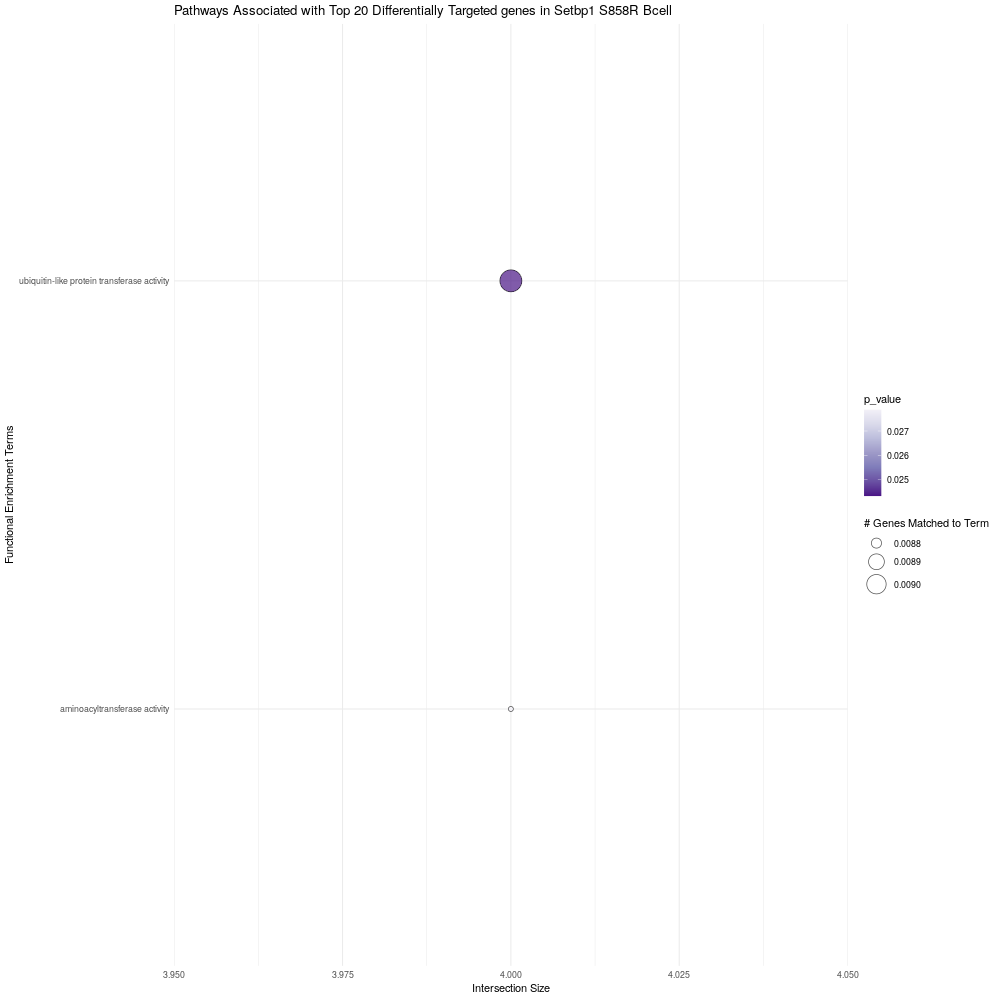 Pathways Associated with Top 20 Differentially Targeted genes in Setbp1 S858R Bcell
ubiquitin-like protein transferase activity
aminoacyltransferase activity
Functional Enrichment Terms
3.950
3.975
4.000
4.025
4.050
Intersection Size
p_value
0.027
0.026
0.025
# Genes Matched to Term
0.0088
0.0089
0.0090